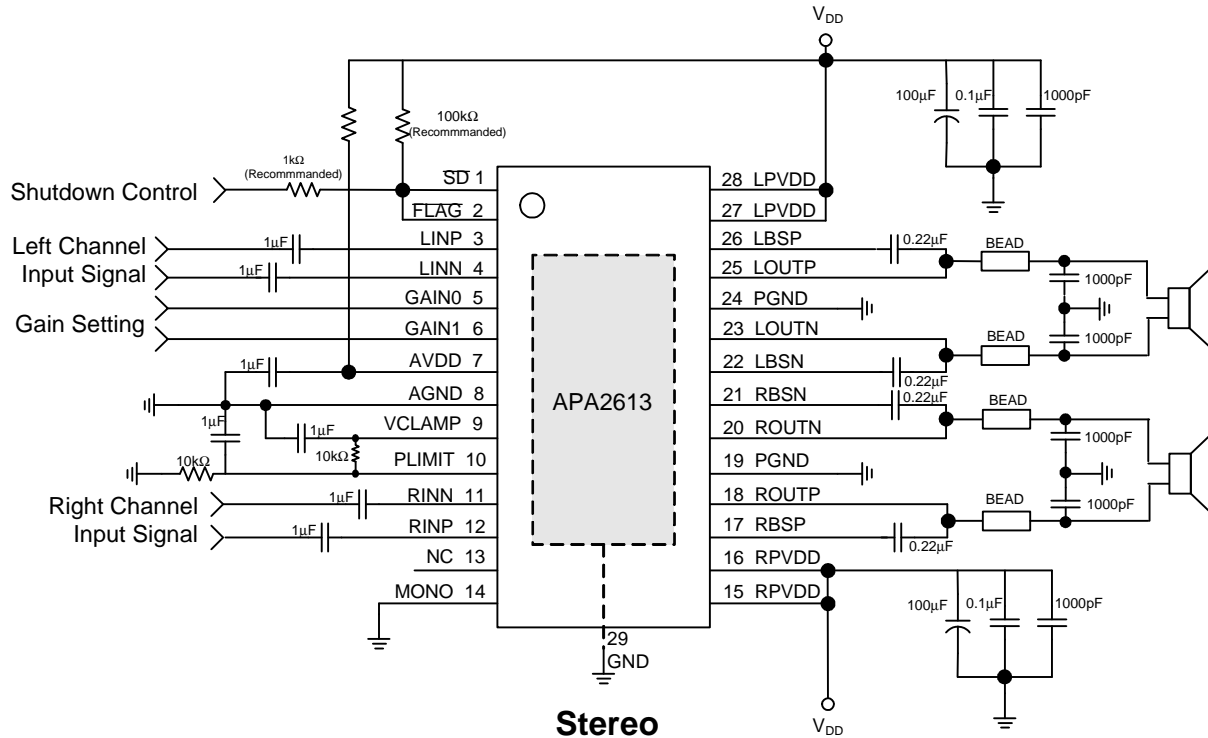 VDD
100µF
0.1µF
1000pF
100kΩ
(Recommmanded)
1kΩ
(Recommmanded)
Shutdown Control
SD 1
FLAG 2
1µF
LINP 3
Left Channel
Input Signal
1µF
LINN 4
GAIN0 5
Gain Setting
GAIN1 6
1µF
AVDD 7
AGND 8
1µF
1µF
VCLAMP 9
10kΩ
10kΩ
PLIMIT 10
Right Channel
Input Signal
1µF
RINN 11
1µF
RINP 12
NC 13
MONO 14
APA2613
29
GND
28 LPVDD
27 LPVDD
26 LBSP
0.22µF
BEAD
25 LOUTP
1000pF
24 PGND
23 LOUTN
BEAD
1000pF
22 LBSN
0.22µF
21 RBSN
0.22µF
BEAD
20 ROUTN
1000pF
19 PGND
18 ROUTP
BEAD
1000pF
17 RBSP
0.22µF
16 RPVDD
15 RPVDD
100µF
0.1µF
1000pF
VDD
Stereo